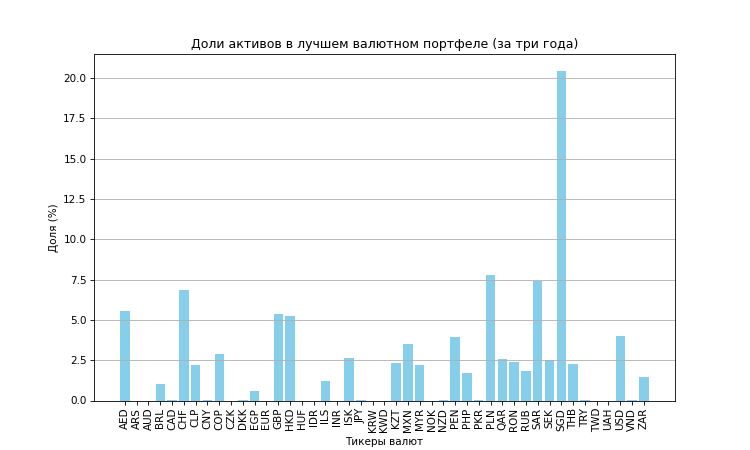 Доли активов в лучшем валютном портфеле (за три года)
Доля (%)
20.0
17.5
15.0
12.5
10.0
7.5
5.0
2.5
0.0
AED ARS AUD BRL CAD CHF CLP CNY COP CZK DKK EGP EUR GBP HKD HUF IDR ILS INR ISK JPY KRW KWD KZT MXN MYR NOK NZD PEN PHP PKR PLN QAR RON RUB SAR SEK SGD THB TRY TWD UAH USD VND ZAR
Тикеры валют